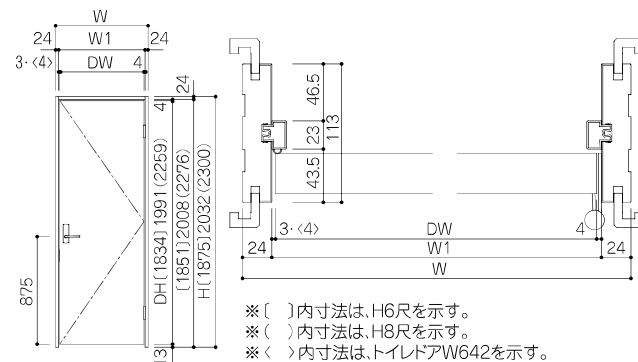 W
24
W1
24
3・〈4〉
DW
4
24
4
DH〔1834〕1991(2259)
〔1851〕2008(2276)
H〔1875〕2032(2300)
875
3
46.5
23
113
43.5
3・〈4〉
DW
4
24
W1
24
W
※〔　〕内寸法は、H6尺を示す。
※(　)内寸法は、H8尺を示す。
※〈　〉内寸法は、トイレドアW642を示す。